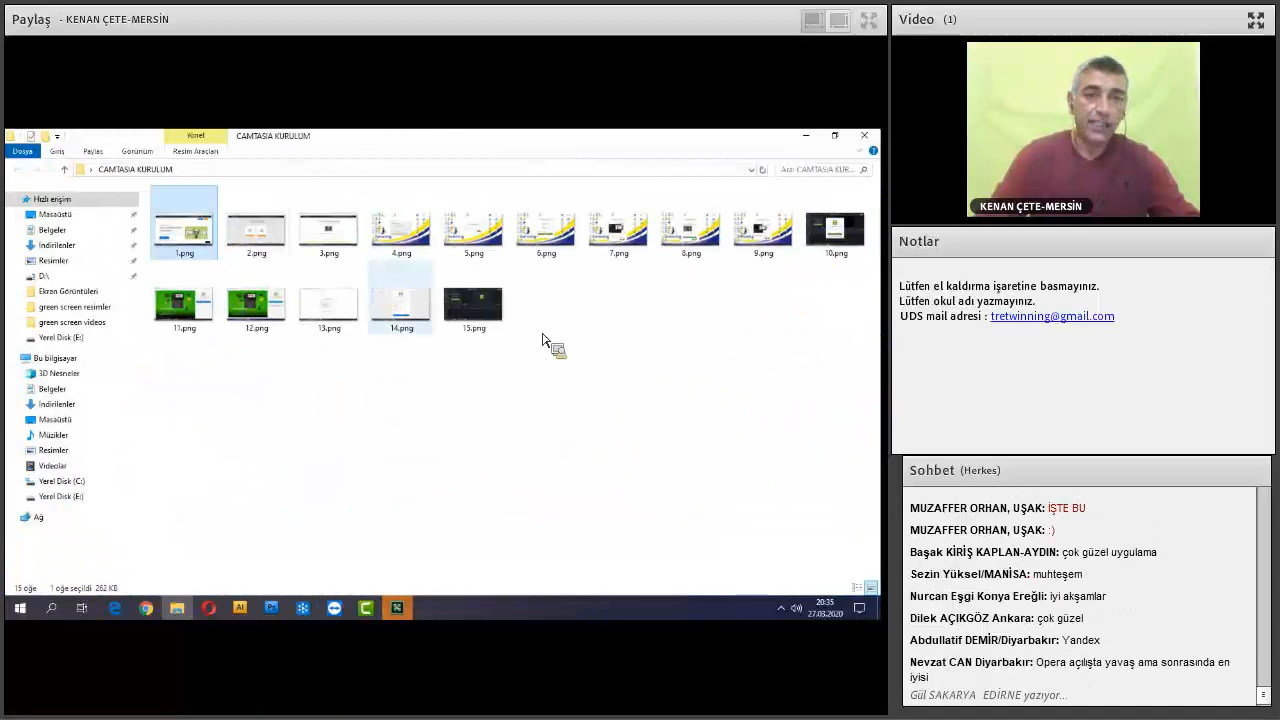 Paylaş - KENAN ÇETE-MERSİN
Yönet
CAMTASIA KURULUM
Dosya Giriş Paylaş Görünüm Resim Araçları
CAMTASIA KURULUM
Ara: CAMTASIA KUR...
Hızlı erişim
Masaüstü
Belgeler
İndirilenler
Resimler
D:\
Ekran Görüntüleri
green screen resimler
green screen videos
Yerel Disk (E:)
Bu bilgisayar
3D Nesneler
Belgeler
İndirilenler
Masaüstü
Müzikler
Resimler
Videolar
Yerel Disk (C:)
Yerel Disk (E:)
Ağ
1.png 2.png 3.png 4.png 5.png 6.png 7.png 8.png 9.png 10.png
11.png 12.png 13.png 14.png 15.png
15 öğe 1 öğe seçildi 262 KB
20:35
27.03.2020
Video (1)
KENAN ÇETE-MERSİN
Notlar
Lütfen el kaldırma işaretine basmayınız.
Lütfen okul adı yazmayınız.
UDS mail adresi : tretwinning@gmail.com
Sohbet (Herkes)
MUZAFFER ORHAN, UŞAK: İŞTE BU
MUZAFFER ORHAN, UŞAK: :)
Başak KİRİŞ KAPLAN-AYDIN: çok güzel uygulama
Sezin Yüksel/MANİSA: muhteşem
Nurcan Eşgi Konya Ereğli: iyi akşamlar
Dilek AÇIKGÖZ Ankara: çok güzel
Abdullatif DEMİR/Diyarbakır: Yandex
Nevzat CAN Diyarbakır: Opera açılışta yavaş ama sonrasında en
iyisi
Gül SAKARYA EDİRNE yazıyor...